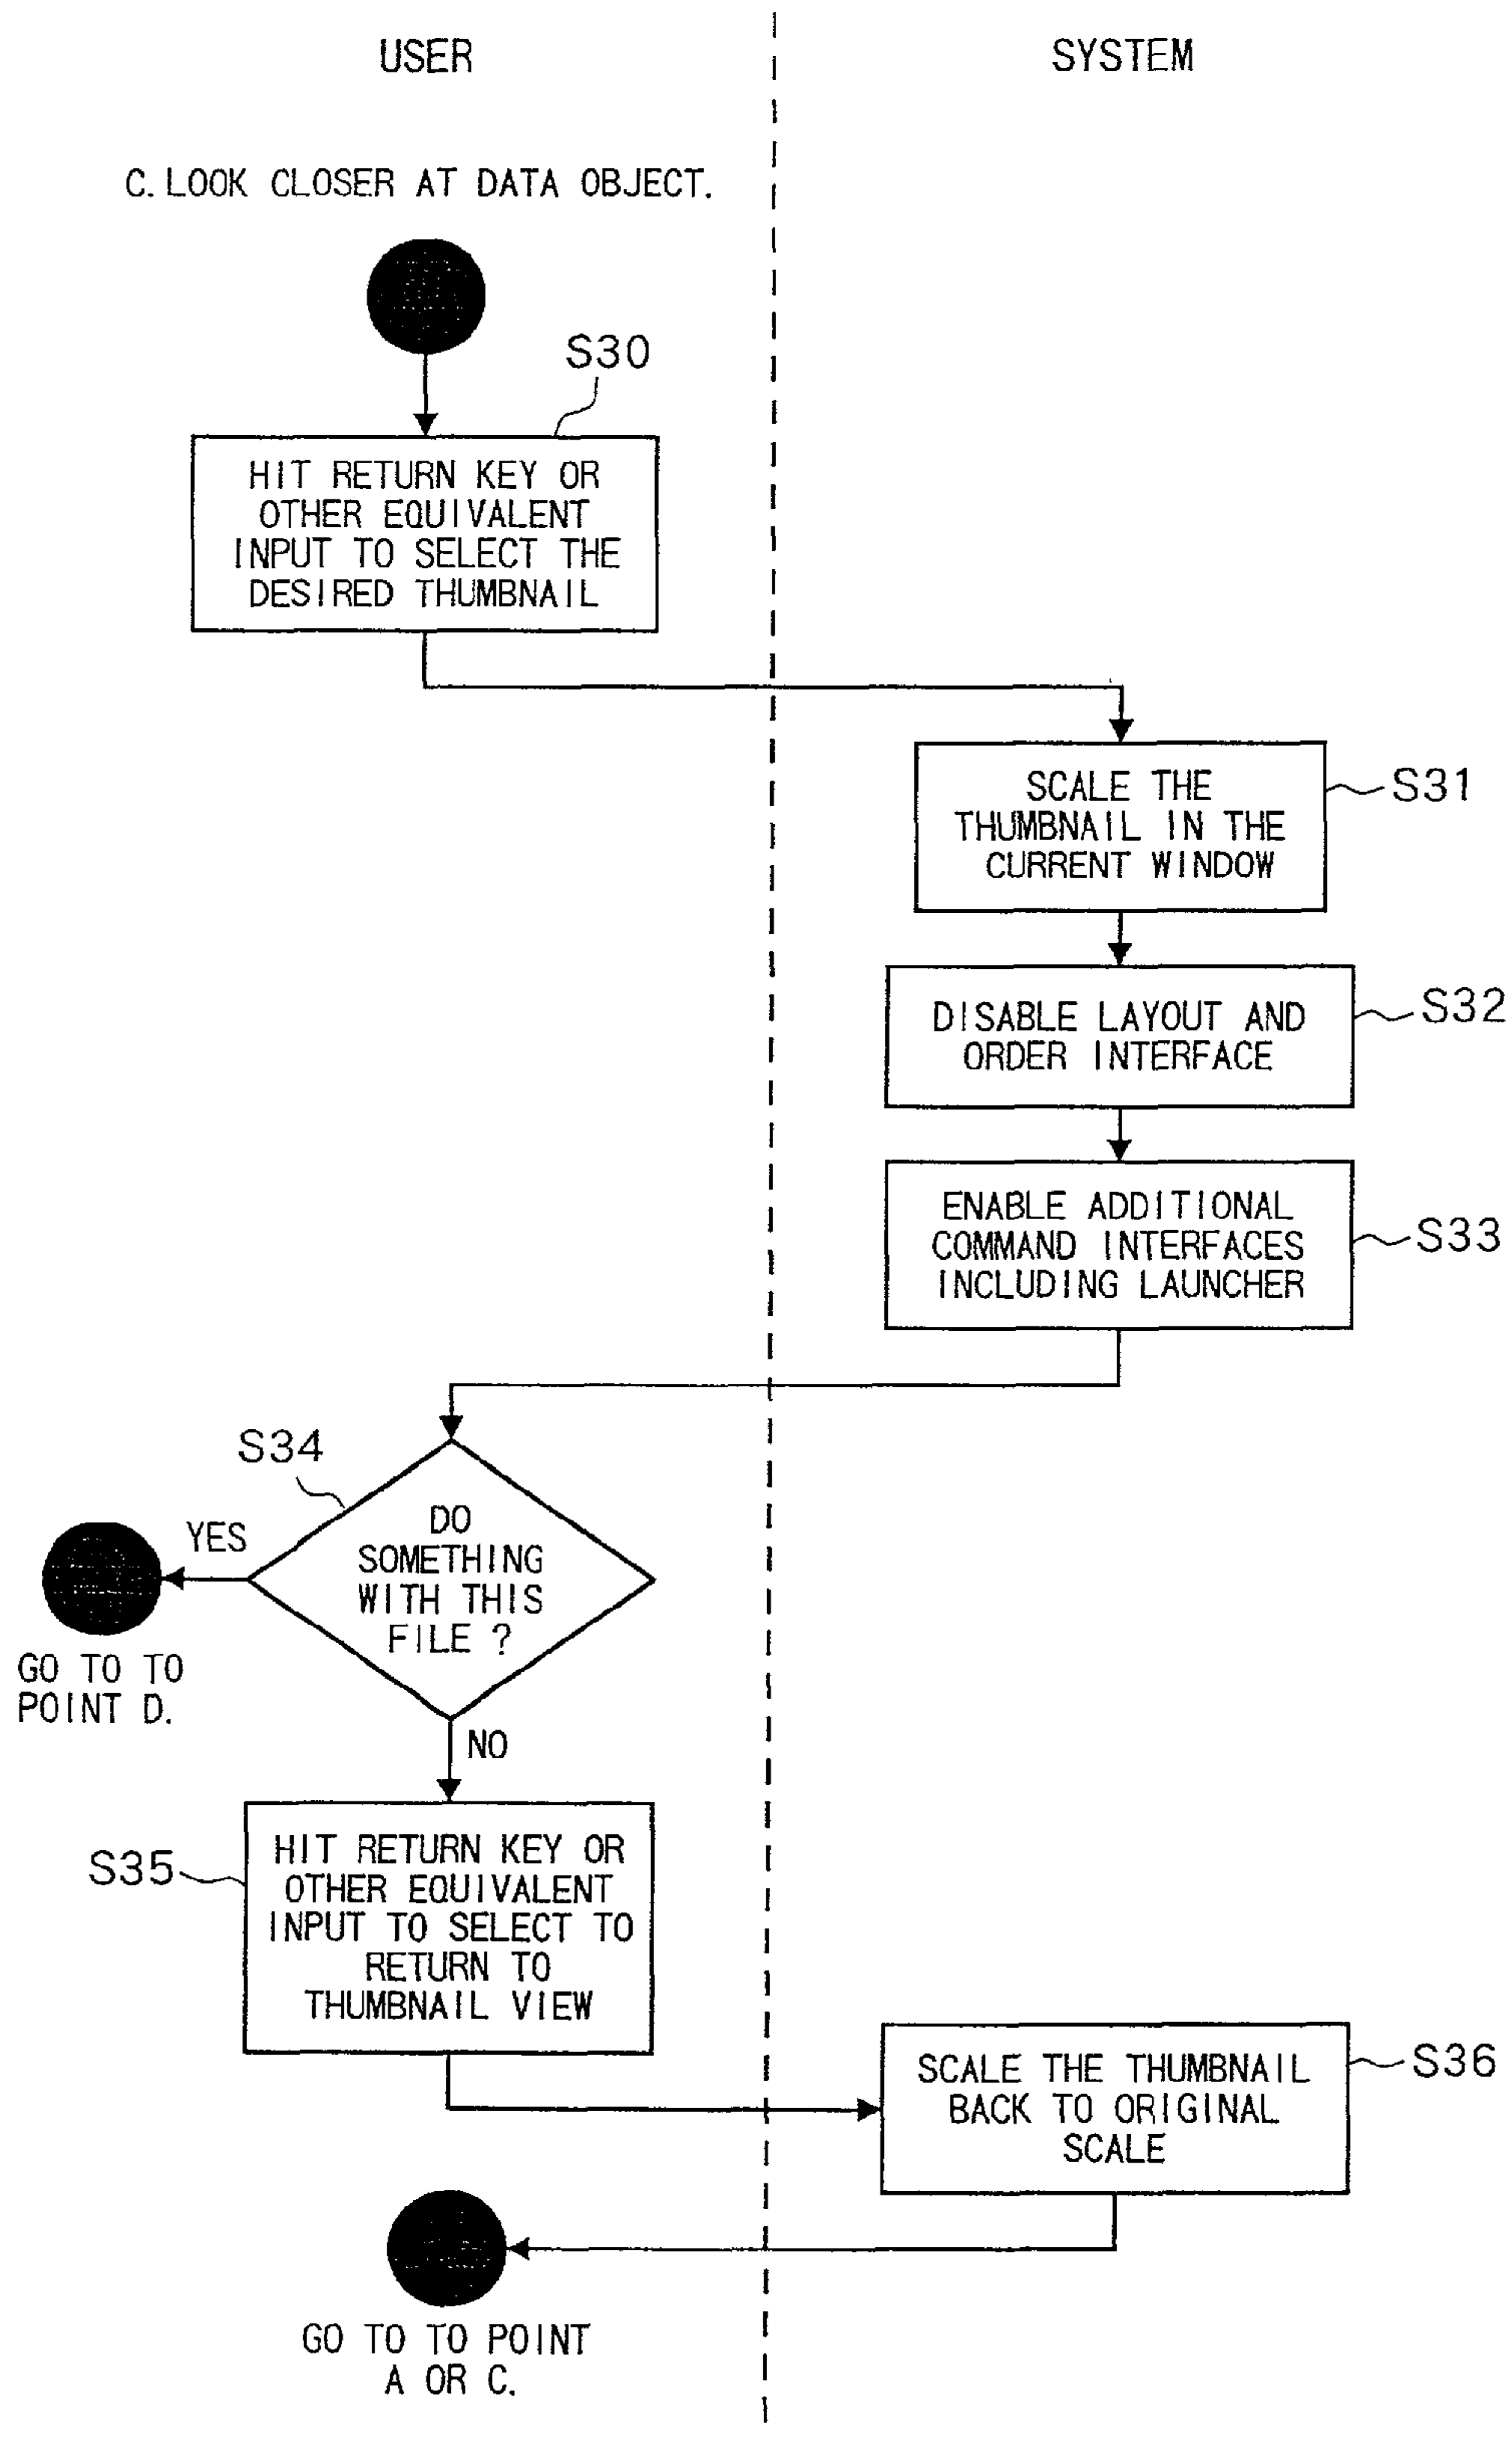 USER
SYSTEM
C. LOOK CLOSER AT DATA OBJECT.
S30
HIT RETURN KEY OR
OTHER EQUIVALENT
INPUT TO SELECT THE
DESIRED THUMBNAIL
SCALE THE
THUMBNAIL IN THE
CURRENT WINDOW
S31
DISABLE LAYOUT AND
ORDER INTERFACE
S32
ENABLE ADDITIONAL
COMMAND INTERFACES
INCLUDING LAUNCHER
S33
S34
DO
SOMETHING
WITH THIS
FILE ?
YES
GO TO TO
POINT D.
NO
S35
HIT RETURN KEY OR
OTHER EQUIVALENT
INPUT TO SELECT TO
RETURN TO
THUMBNAIL VIEW
SCALE THE THUMBNAIL
BACK TO ORIGINAL
SCALE
S36
GO TO TO POINT
A OR C.